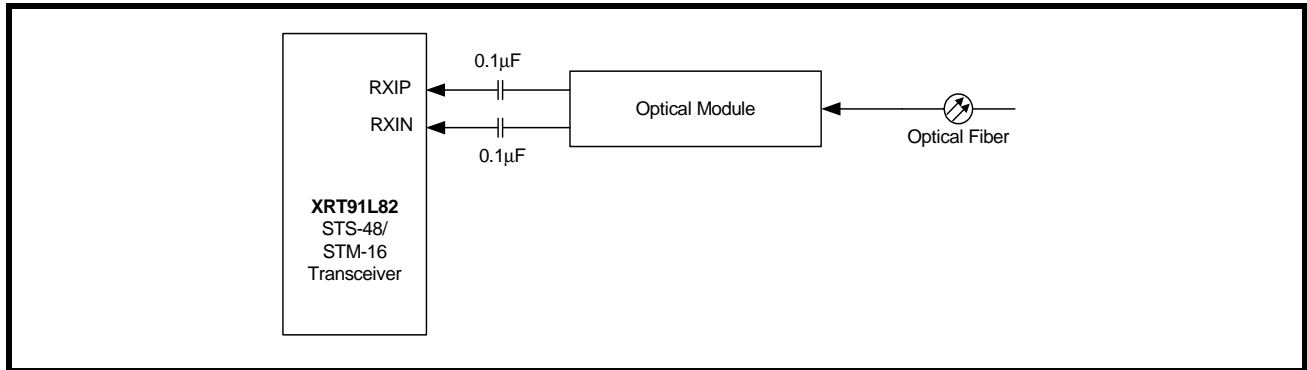 0.1μF
RXIP
RXIN
0.1μF
Optical Module
Optical Fiber
XRT91L82
STS-48/
STM-16
Transceiver